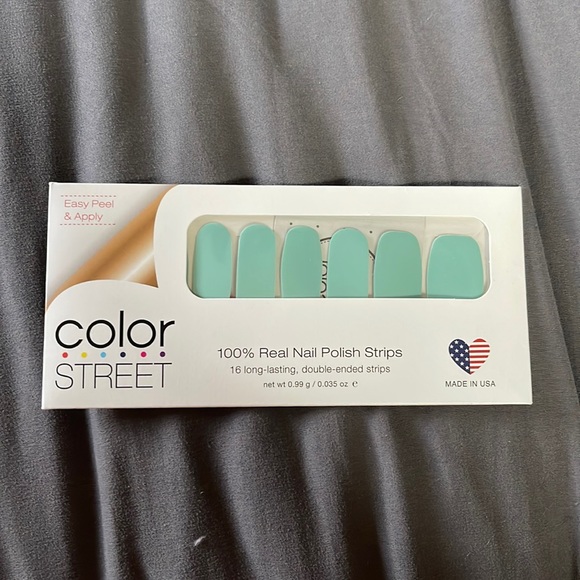 Easy Peel
& Apply
color
STREET
color
100% Real Nail Polish Strips
16 long-lasting, double-ended strips
net wt 0.99 g / 0.035 oz ℮
MADE IN USA